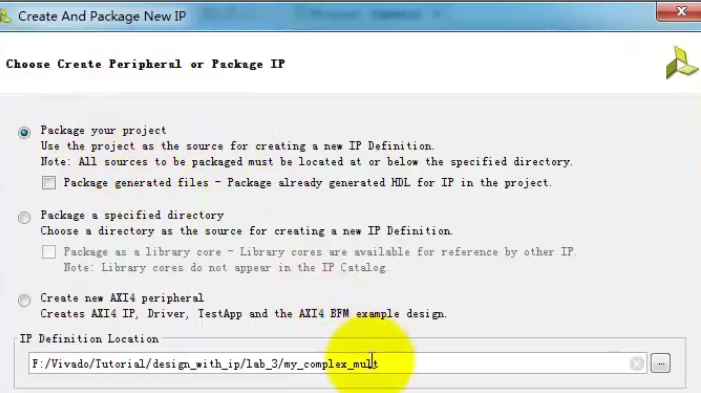 Create And Package New IP
Choose Create Peripheral or Package IP
Package your project
Use the project as the source for creating a new IP Definition.
Note: All sources to be packaged must be located at or below the specified directory.
Package generated files - Package already generated HDL for IP in the project.
Package a specified directory
Choose a directory as the source for creating a new IP Definition.
Package as a library core - Library cores are available for reference by other IP.
Note: Library cores do not appear in the IP Catalog
Create new AXI4 peripheral
Creates AXI4 IP, Driver, TestApp and the AXI4 BFM example design.
IP Definition Location
F:/Vivado/Tutorial/design_with_ip/lab_3/my_complex_mult
...